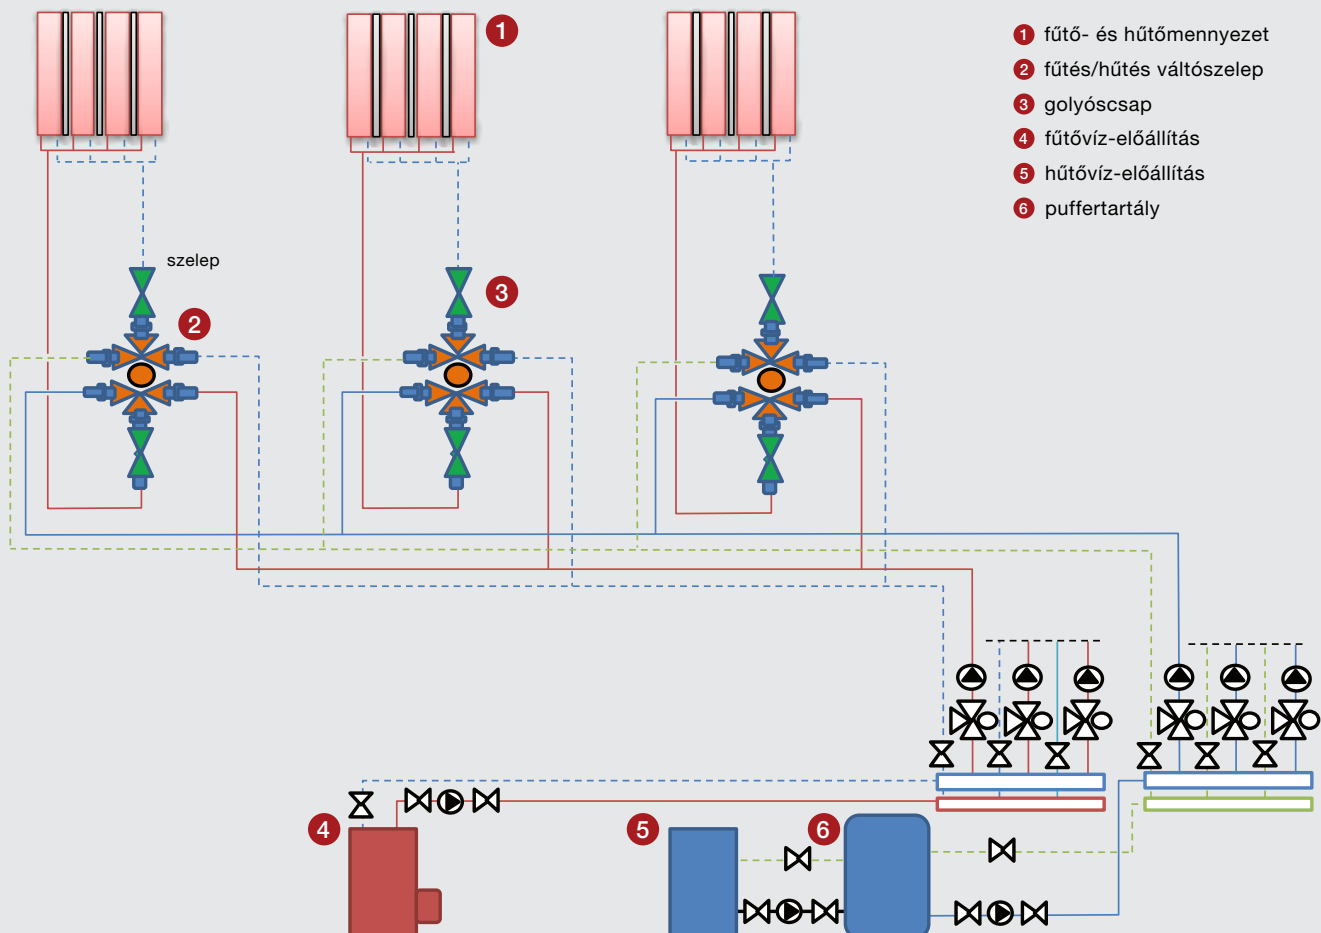 1
1 fűtő- és hűtőmennyezet
2 fűtés/hűtés váltószelep
3 golyóscsap
4 fűtővíz-előállítás
5 hűtővíz-előállítás
6 puffertartály
szelep
3
2
4
5
6